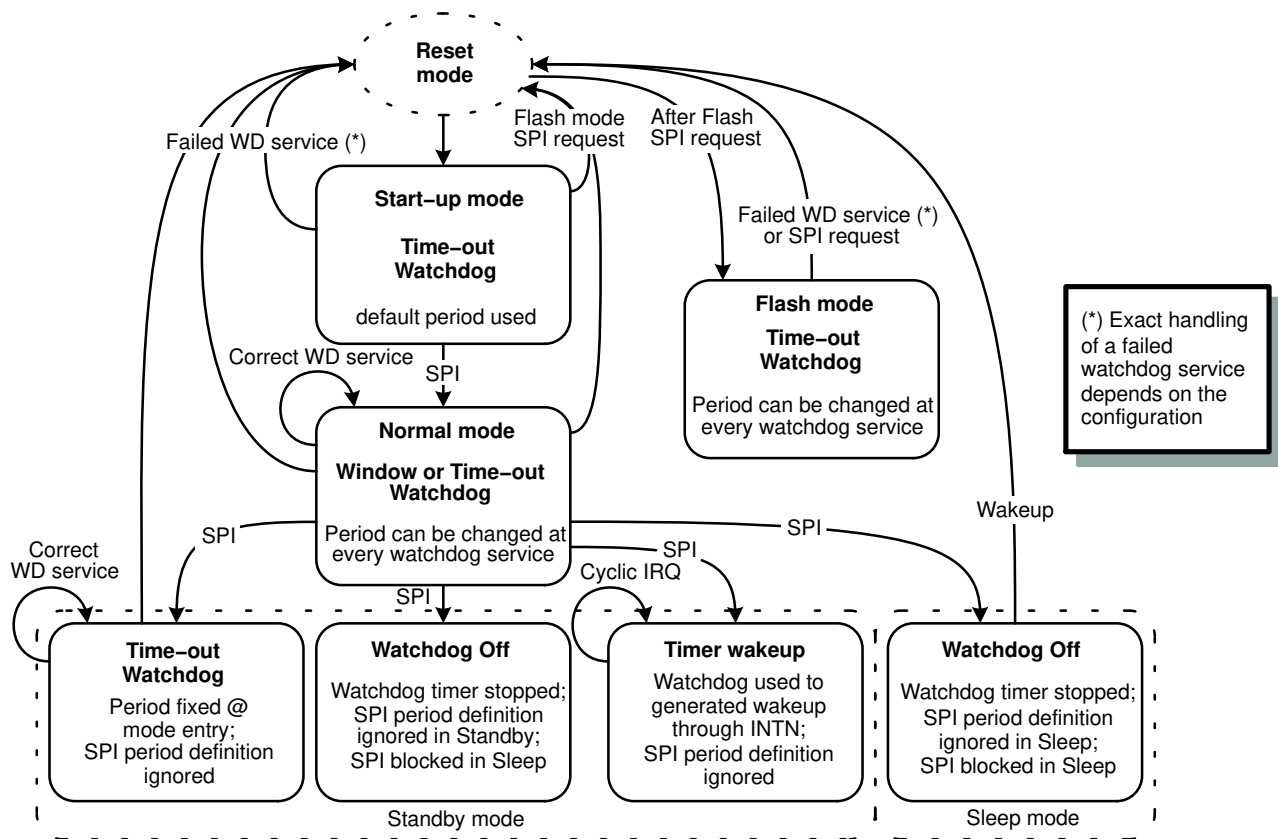 Reset
mode
Failed WD service (*)
Flash mode
SPI request
After Flash
SPI request
Start−up mode
Time−out
Watchdog
default period used
Failed WD service (*)
or SPI request
Flash mode
Time−out
Watchdog
Period can be changed at
every watchdog service
(*) Exact handling
of a failed
watchdog service
depends on the
configuration
Correct WD service
SPI
Normal mode
Window or Time−out
Watchdog
Period can be changed at
every watchdog service
SPI
SPI
SPI
SPI
Wakeup
Correct
WD service
Cyclic IRQ
Time−out
Watchdog
Period fixed @
mode entry;
SPI period definition
ignored
Watchdog Off
Watchdog timer stopped;
SPI period definition
ignored in Standby;
SPI blocked in Sleep
Timer wakeup
Watchdog used to
generated wakeup
through INTN;
SPI period definition
ignored
Watchdog Off
Watchdog timer stopped;
SPI period definition
ignored in Sleep;
SPI blocked in Sleep
Standby mode
Sleep mode